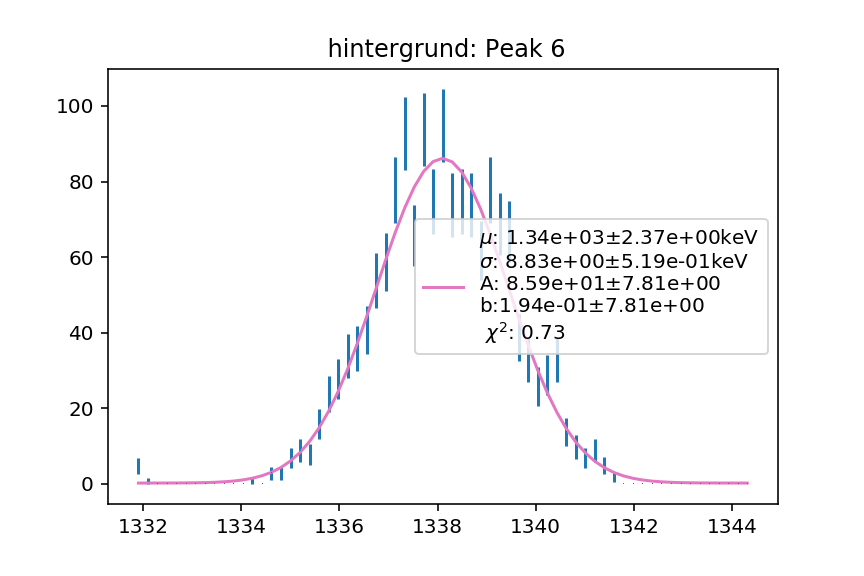 hintergrund: Peak 6
100
80
60
40
20
0
μ: 1.34e+03±2.37e+00keV
σ: 8.83e+00±5.19e-01keV
A: 8.59e+01±7.81e+00
b:1.94e-01±7.81e+00
χ²: 0.73
1332 1334 1336 1338 1340 1342 1344